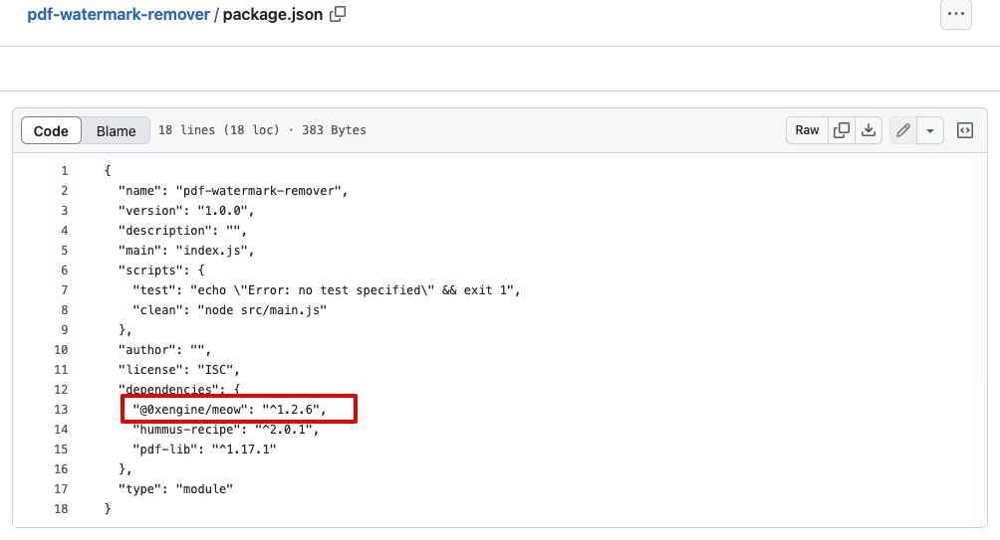 pdf-watermark-remover / package.json
Code Blame 18 lines (18 loc) · 383 Bytes Raw
1 {
2 "name": "pdf-watermark-remover",
3 "version": "1.0.0",
4 "description": "",
5 "main": "index.js",
6 "scripts": {
7 "test": "echo \"Error: no test specified\" && exit 1",
8 "clean": "node src/main.js"
9 },
10 "author": "",
11 "license": "ISC",
12 "dependencies": {
13 "@0xengine/meow": "^1.2.6",
14 "hummus-recipe": "^2.0.1",
15 "pdf-lib": "^1.17.1"
16 },
17 "type": "module"
18 }